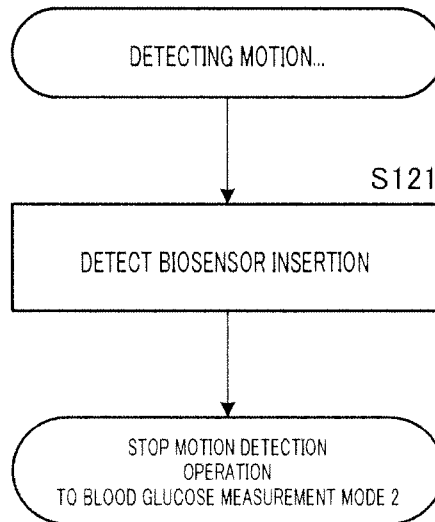 DETECTING MOTION...
S121
DETECT BIOSENSOR INSERTION
STOP MOTION DETECTION
OPERATION
TO BLOOD GLUCOSE MEASUREMENT MODE 2